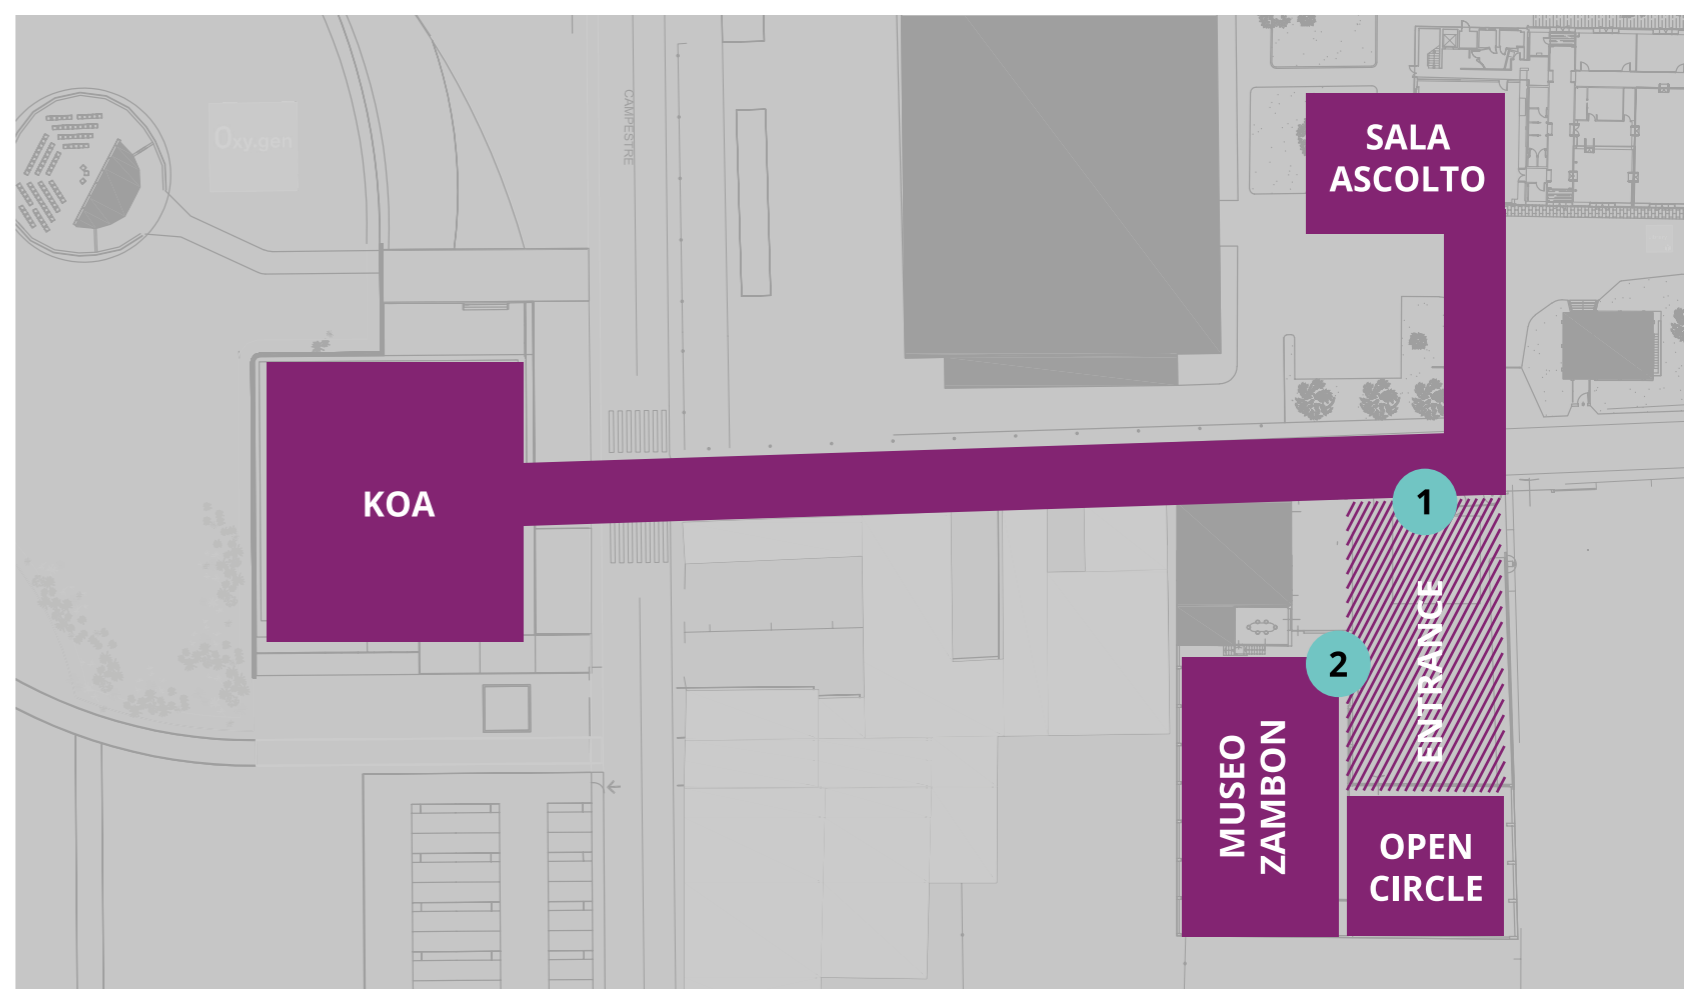 CAMPESTRE
Oxy.gen
SALA
ASCOLTO
KOA
1
ENTRANCE
2
MUSEO
ZAMBON
OPEN
CIRCLE